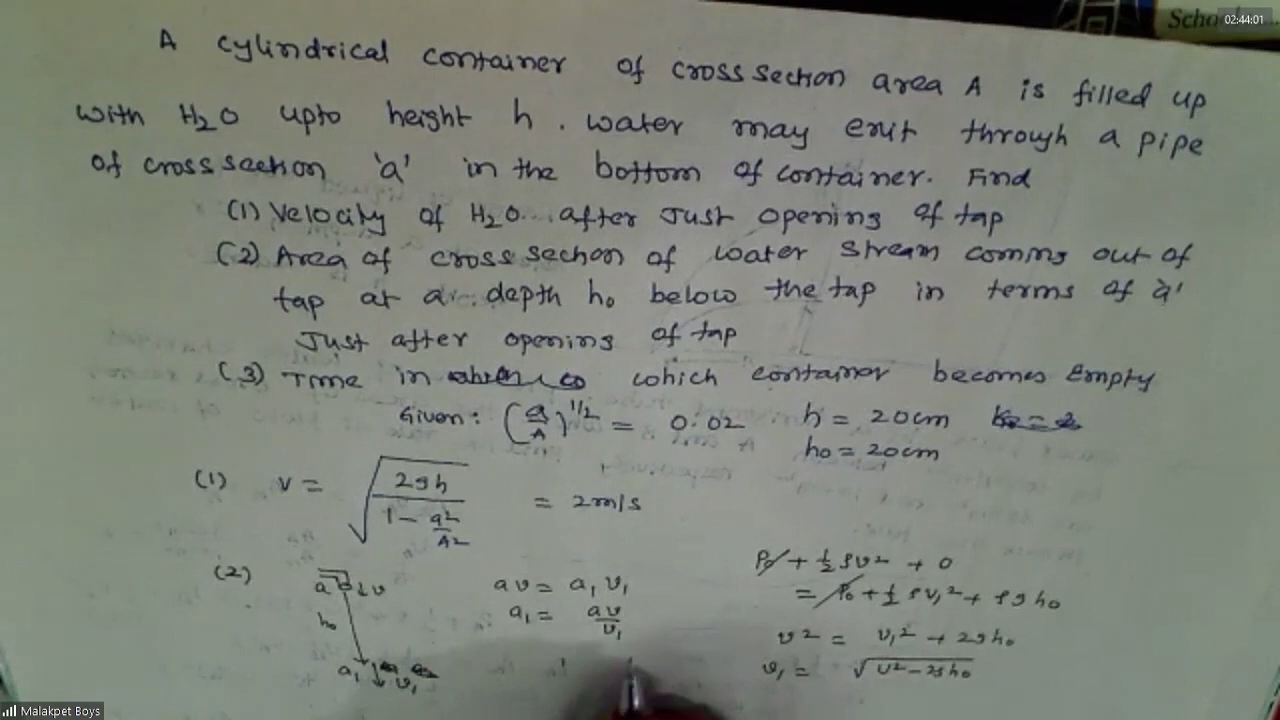 02:44:01
A cylindrical container of cross section area A is filled up
with H2O upto height h. water may exit through a pipe
of cross section 'a' in the bottom of container. Find
(1) Velocity of H2O after Just opening of tap
(2) Area of cross section of water stream coming out of
tap at a depth h₀ below the tap in terms of 'a'
Just after opening of tap
(3) Time in which container becomes Empty
Given: (a/A)^1/2 = 0.02 h = 20cm
h₀ = 20cm
(1) v = √(2gh / (1 - a²/A²)) = 2m/s
(2) a v
h₀
a₁ v₁
av = a₁v₁
a₁ = av/v₁
P₀ + ½ρv² + 0
= P₀ + ½ρv₁² + ρgh₀
v² = v₁² + 2gh₀
v₁ = √(v² - 2gh₀)
Malakpet Boys